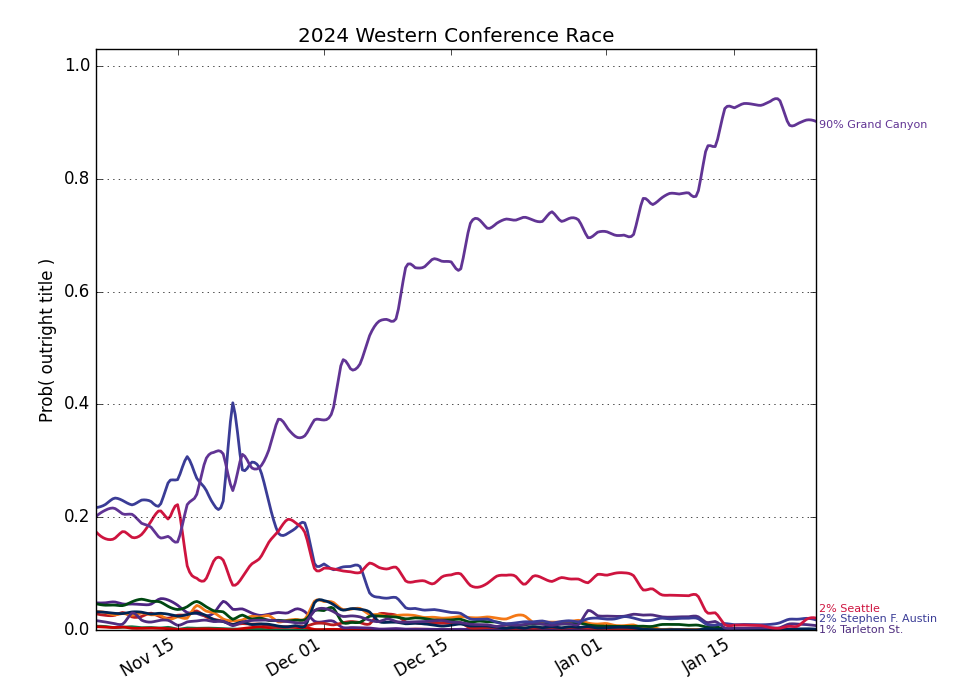 2024 Western Conference Race
Prob( outright title )
1.0
0.8
0.6
0.4
0.2
0.0
Nov 15
Dec 01
Dec 15
Jan 01
Jan 15
90% Grand Canyon
2% Seattle
2% Stephen F. Austin
1% Tarleton St.